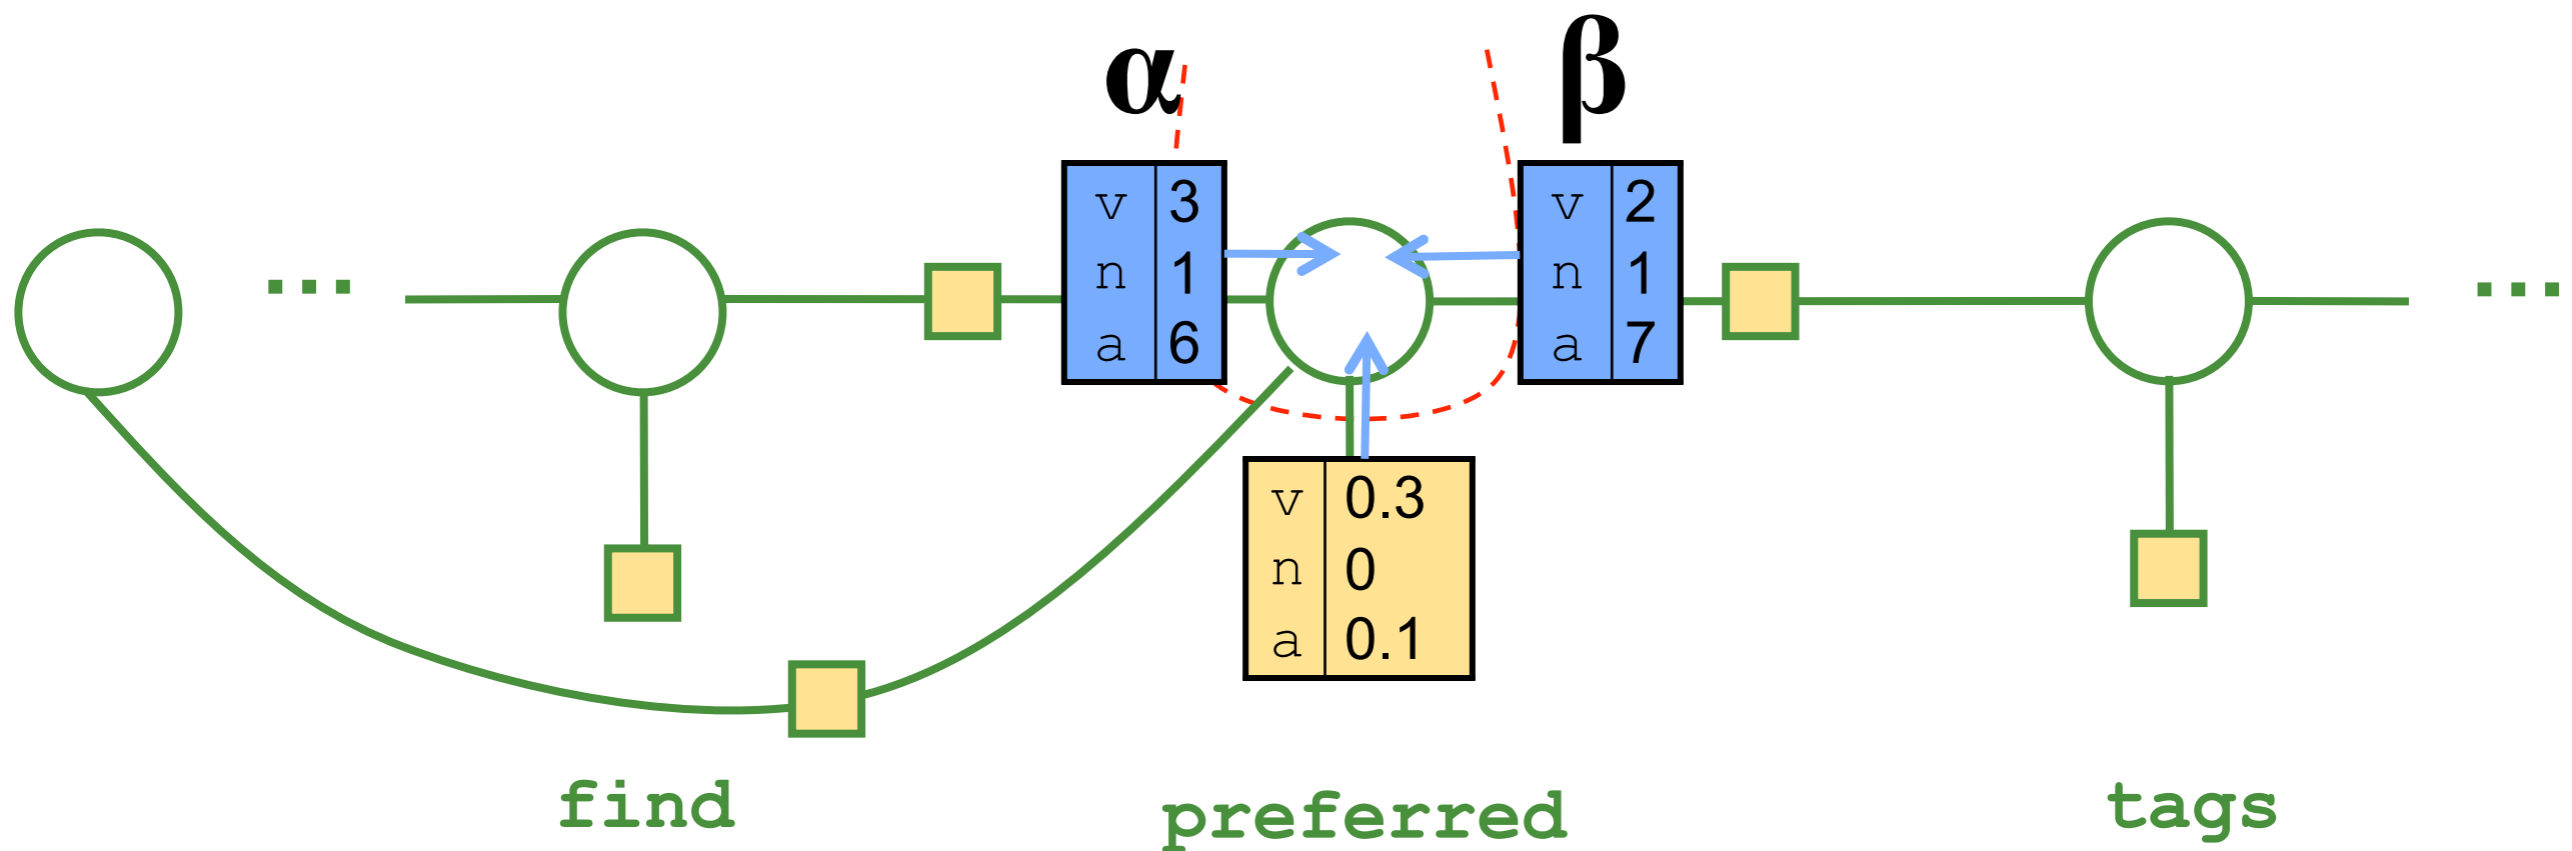 α
β
v 3
n 1
a 6
v 2
n 1
a 7
...
...
v 0.3
n 0
a 0.1
find
preferred
tags